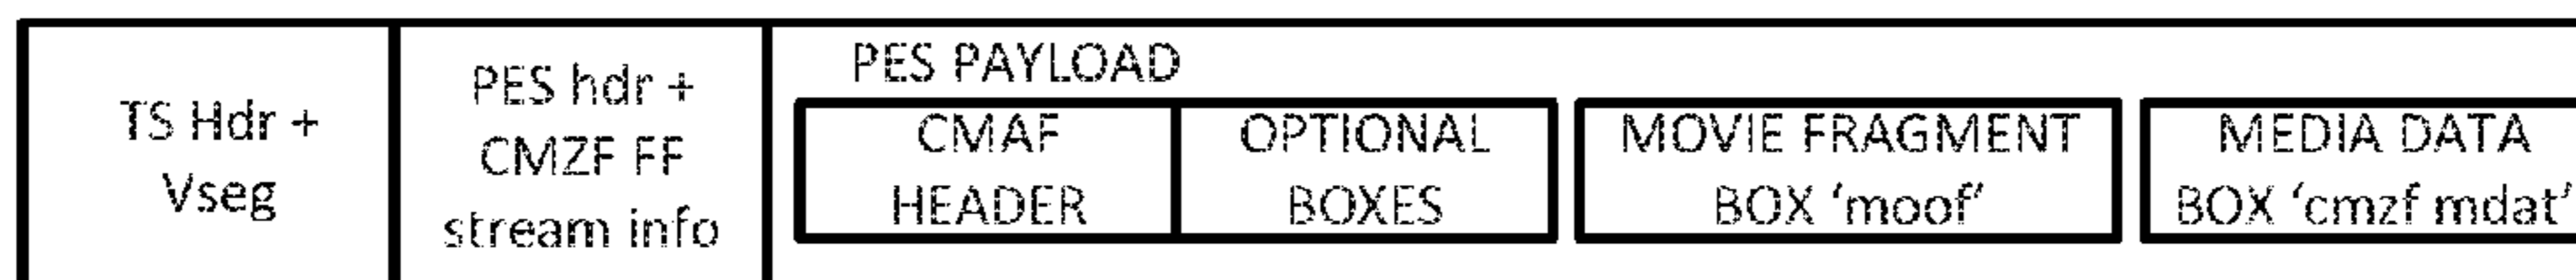 TS Hdr +
Vseg
PES hdr +
CMZF FF
stream info
PES PAYLOAD
CMAF
HEADER
OPTIONAL
BOXES
MOVIE FRAGMENT
BOX ‘moof’
MEDIA DATA
BOX ‘cmzf mdat’